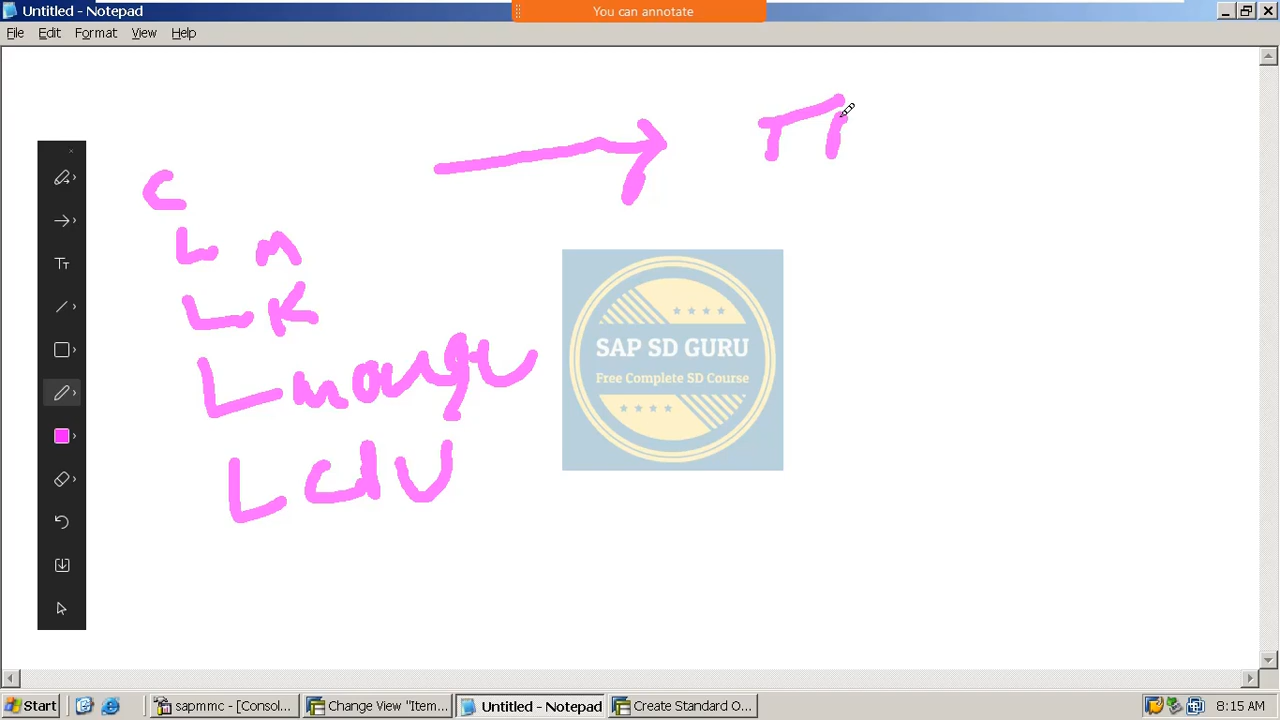 Untitled - Notepad
You can annotate
File Edit Format View Help
C
L M
L K
L
L
SAP SD GURU
Free Complete SD Course
Start sapmmc - [Consol... Change View "Item... Untitled - Notepad Create Standard O... 8:15 AM